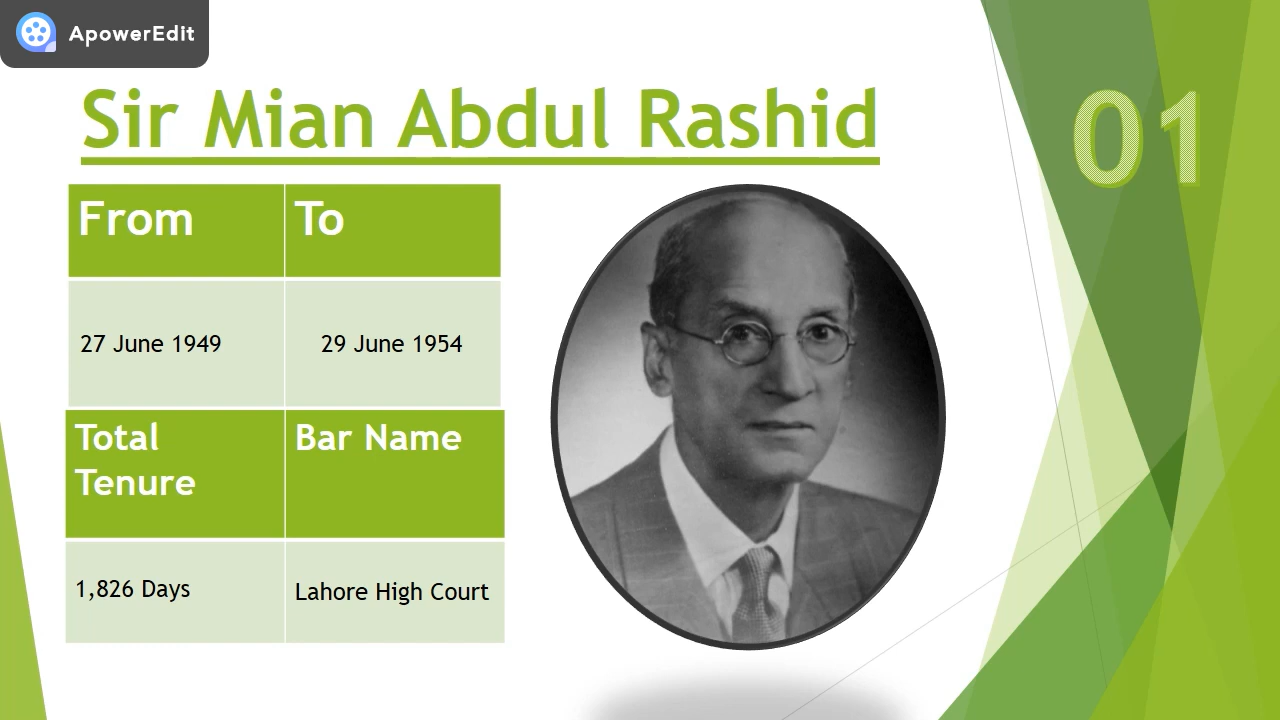 ApowerEdit
Sir Mian Abdul Rashid
01
From To
27 June 1949 29 June 1954
Total Bar Name
Tenure
1,826 Days Lahore High Court